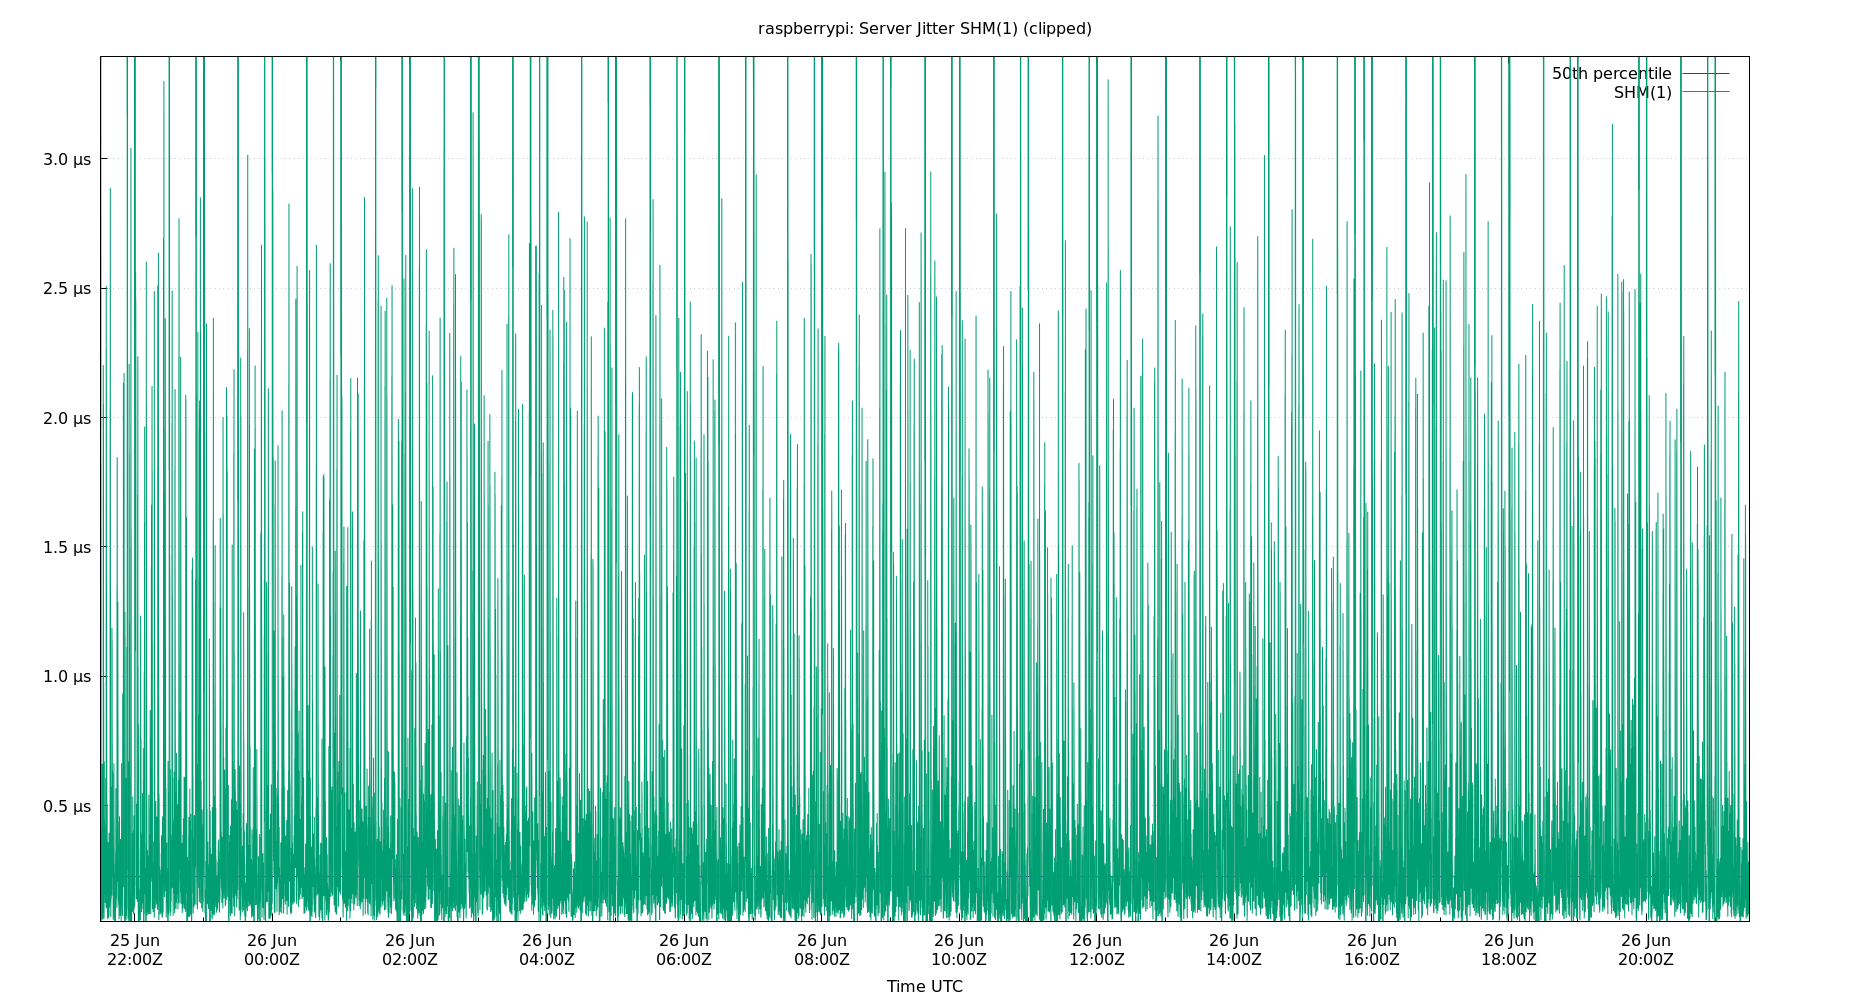 raspberrypi: Server Jitter SHM(1) (clipped)
50th percentile
SHM(1)
3.0 µs
2.5 µs
2.0 µs
1.5 µs
1.0 µs
0.5 µs
25 Jun 26 Jun 26 Jun 26 Jun 26 Jun 26 Jun 26 Jun 26 Jun 26 Jun 26 Jun 26 Jun 26 Jun
22:00Z 00:00Z 02:00Z 04:00Z 06:00Z 08:00Z 10:00Z 12:00Z 14:00Z 16:00Z 18:00Z 20:00Z
Time UTC